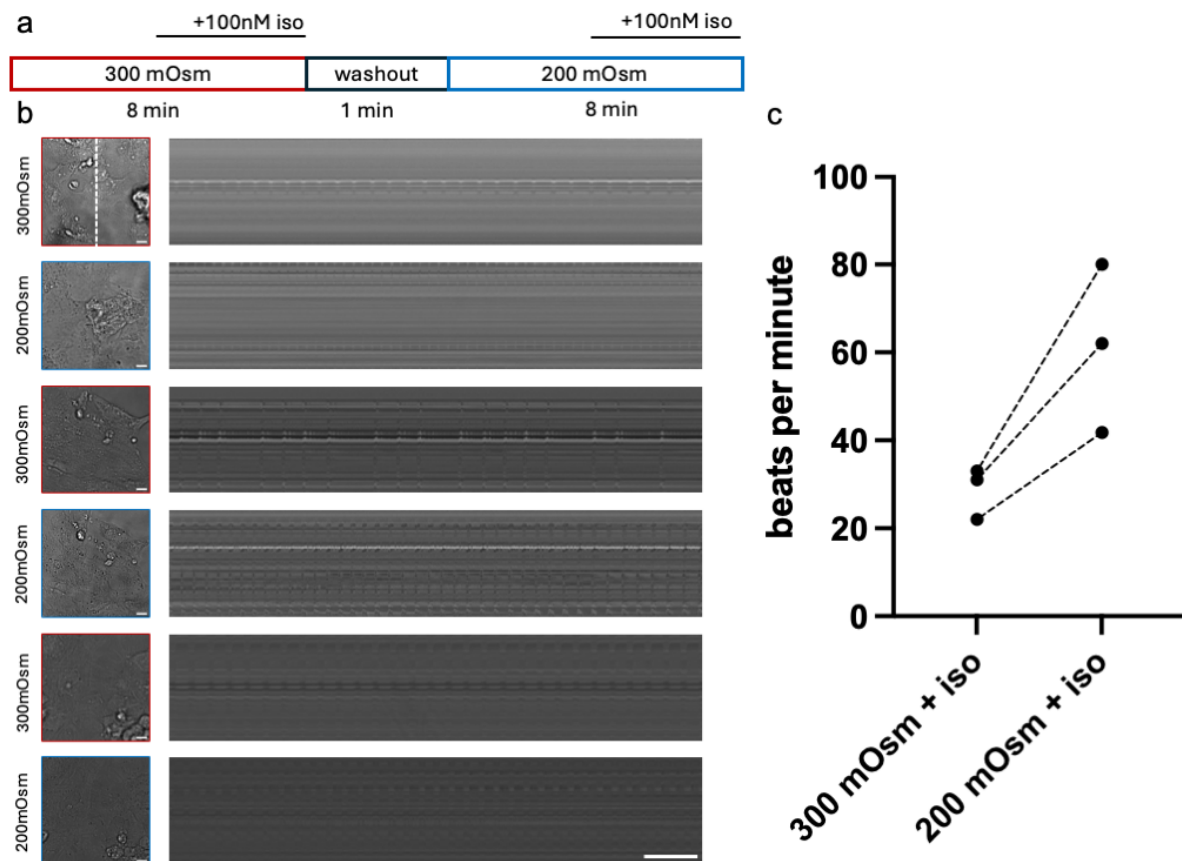 a
+100nM iso
+100nM iso
300 mOsm
washout
200 mOsm
8 min
1 min
8 min
b
300mOsm
200mOsm
300mOsm
200mOsm
300mOsm
200mOsm
c
beats per minute
100
80
60
40
20
0
300 mOsm + iso
200 mOsm + iso